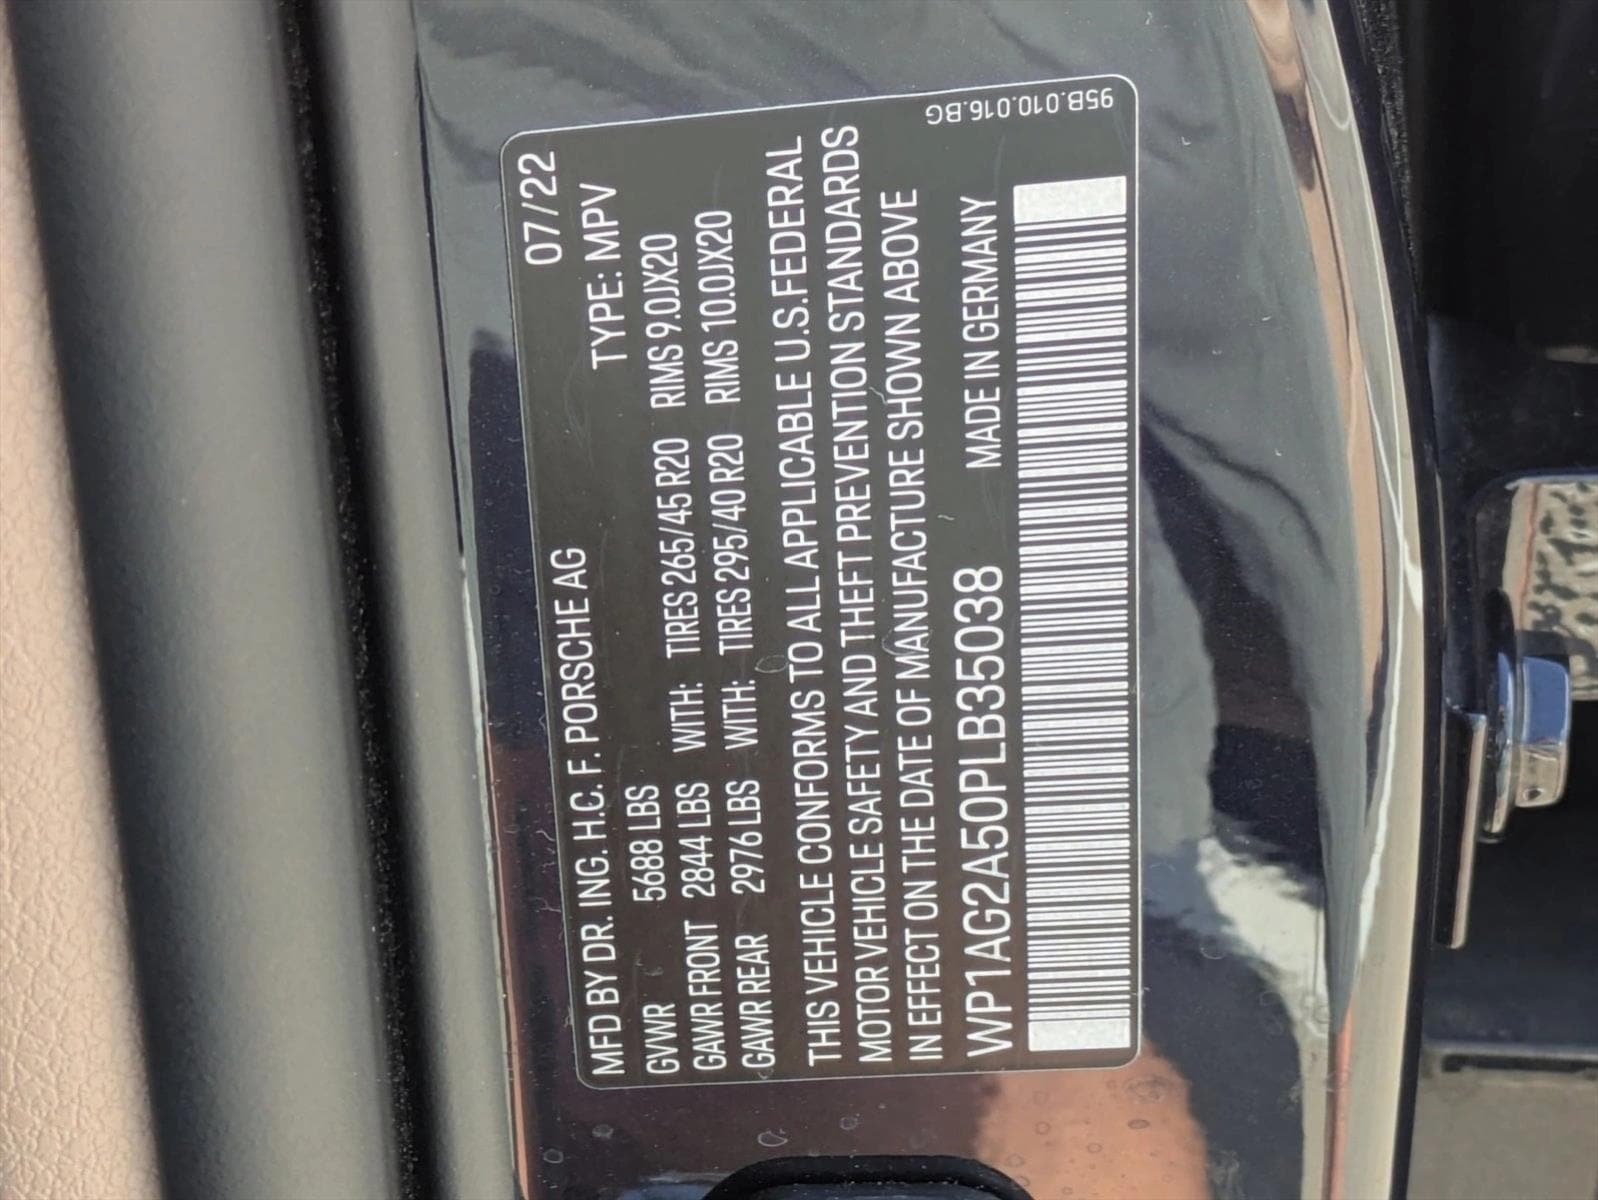 MFD BY DR. ING. H.C. F. PORSCHE AG 07/22
TYPE: MPV
GVWR 5688 LBS
GAWR FRONT 2844 LBS WITH: TIRES 265/45 R20 RIMS 9.0JX20
GAWR REAR 2976 LBS WITH: TIRES 295/40 R20 RIMS 10.0JX20
THIS VEHICLE CONFORMS TO ALL APPLICABLE U.S.FEDERAL
MOTOR VEHICLE SAFETY AND THEFT PREVENTION STANDARDS
IN EFFECT ON THE DATE OF MANUFACTURE SHOWN ABOVE
WP1AG2A50PLB35038 MADE IN GERMANY
95B.010.016.BG